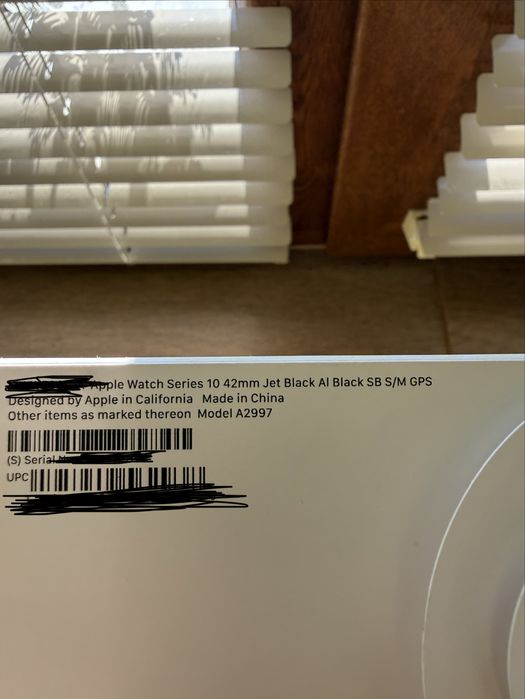 Apple Watch Series 10 42mm Jet Black Al Black SB S/M GPS
Designed by Apple in California Made in China
Other items as marked thereon Model A2997
(S) Serial
UPC